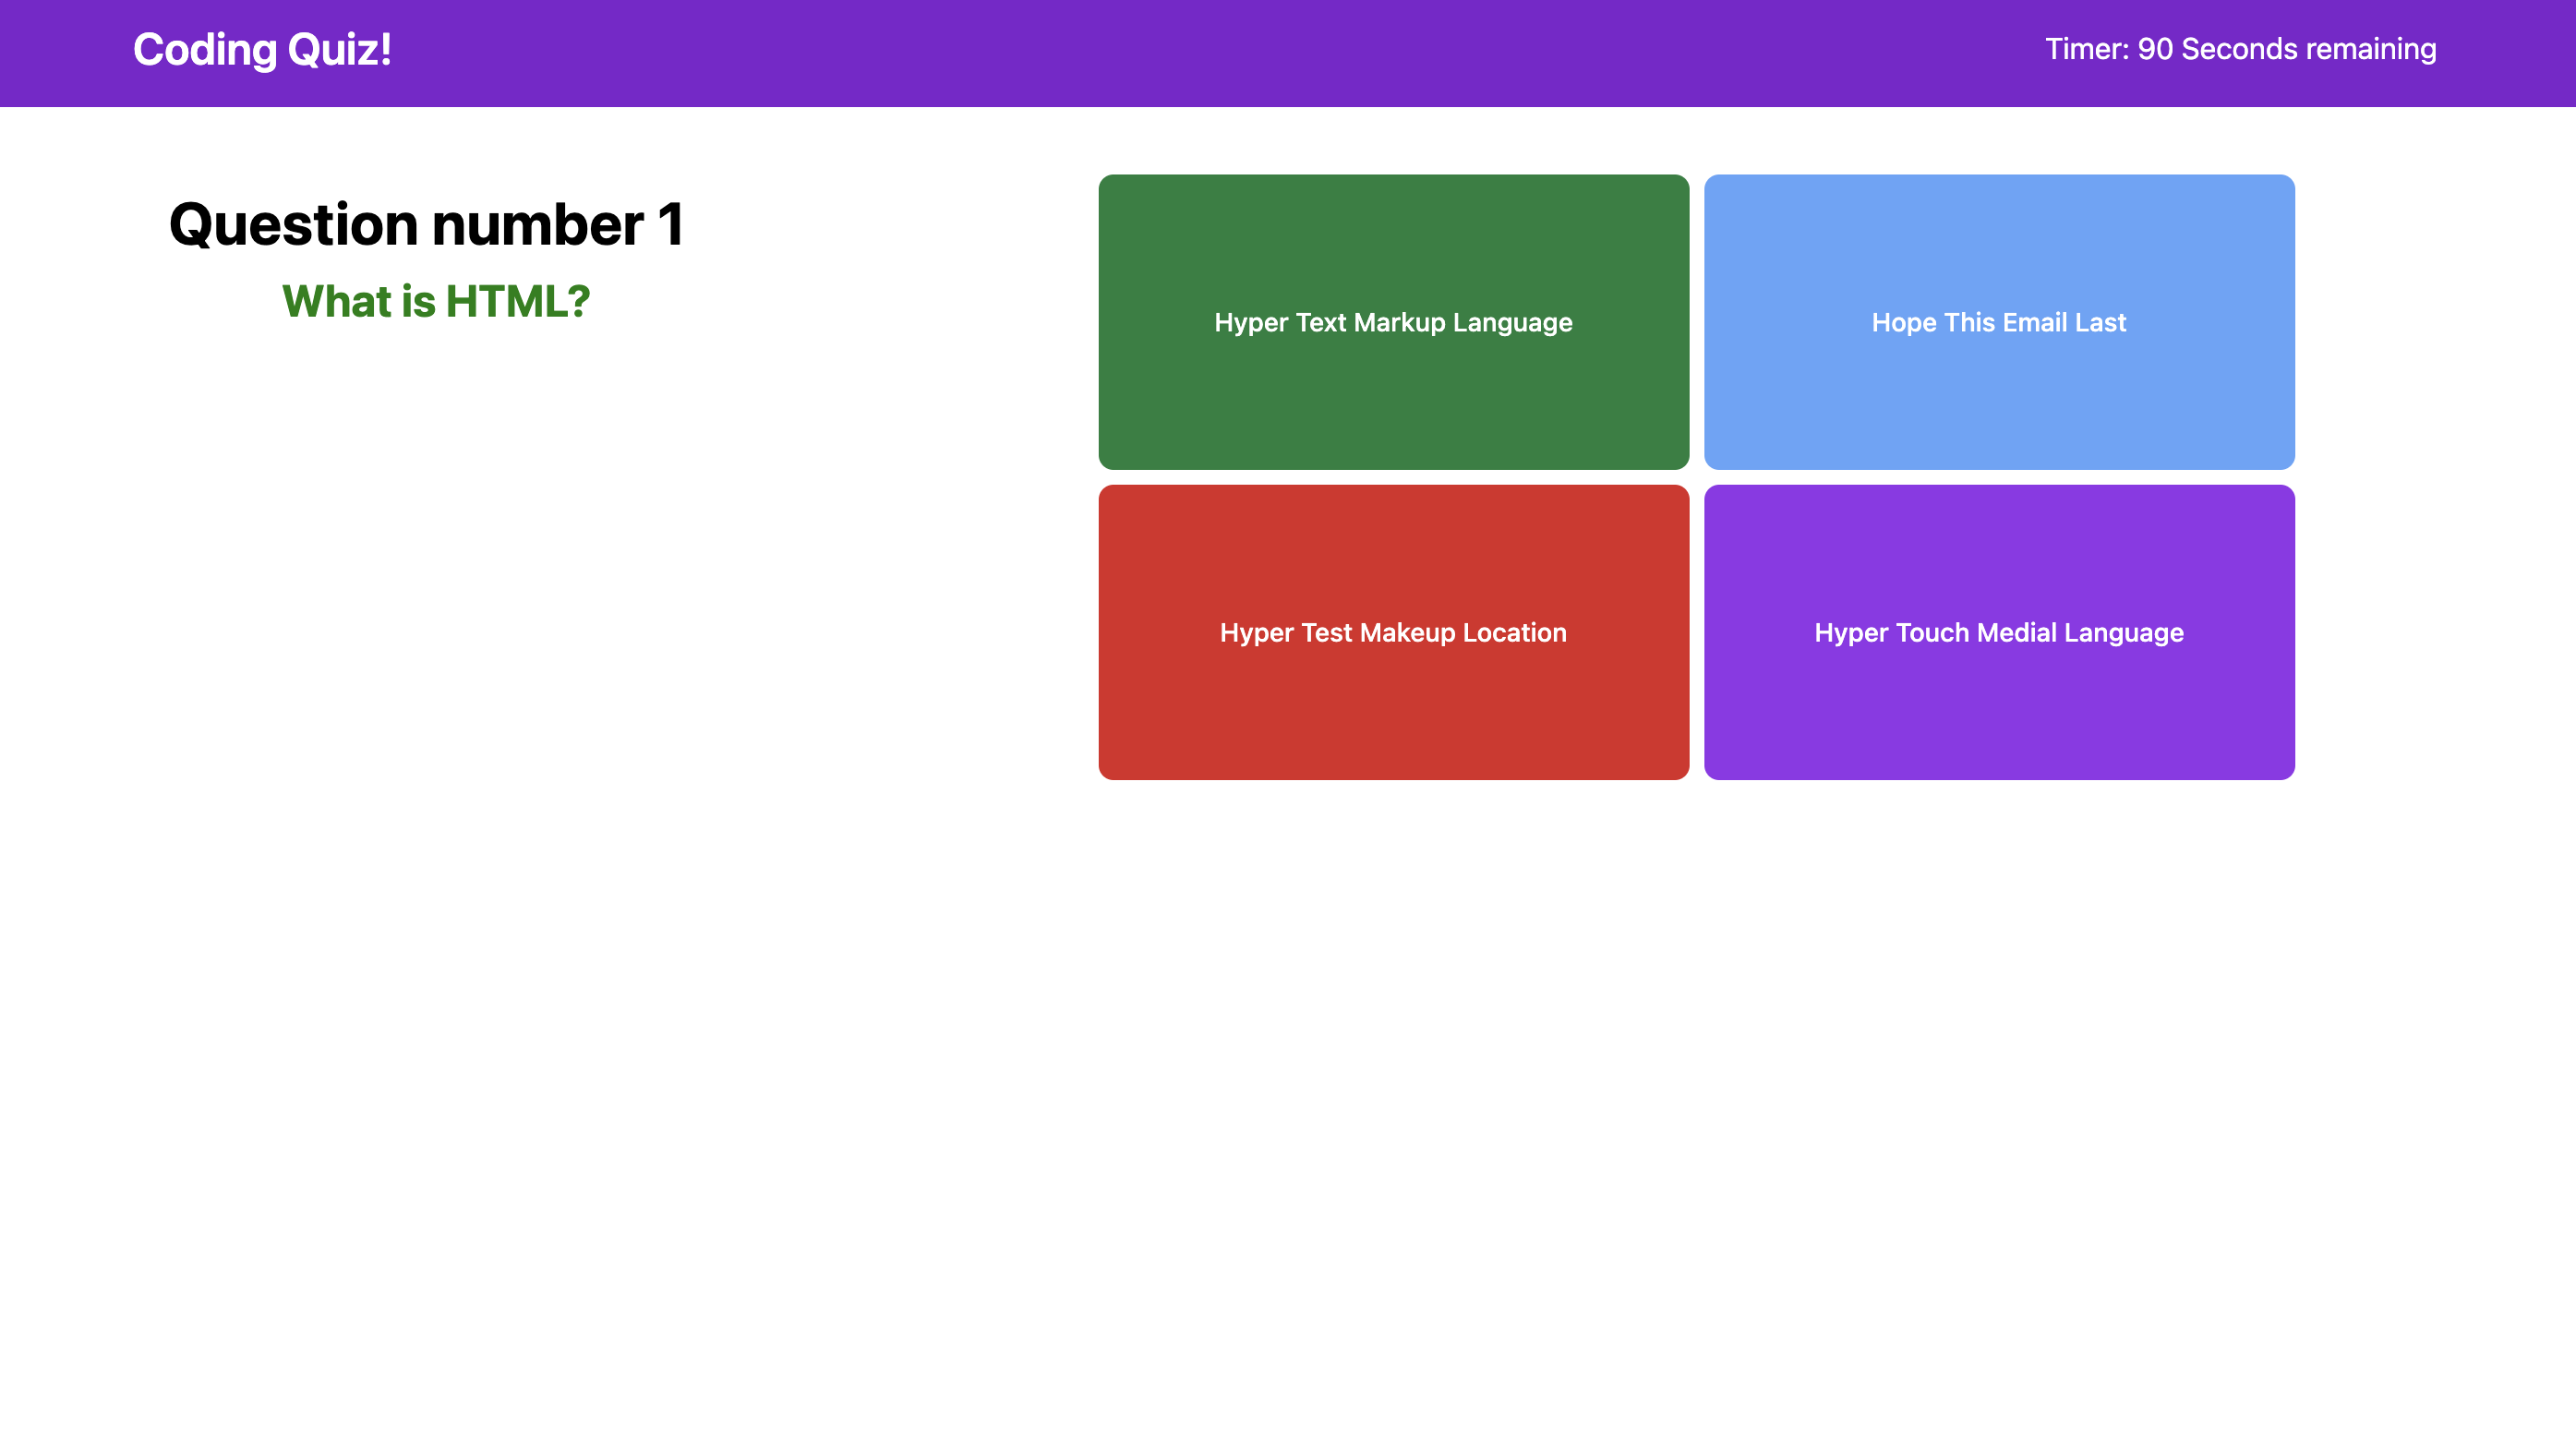 Coding Quiz!
Timer: 90 Seconds remaining
Question number 1
What is HTML?
Hyper Text Markup Language
Hope This Email Last
Hyper Test Makeup Location
Hyper Touch Medial Language